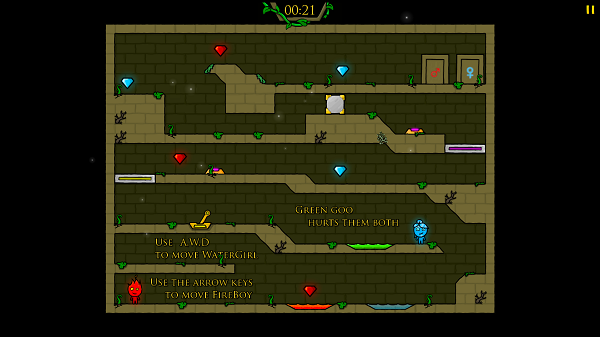 00:21
Green goo
hurts them both
Use A,W,D
to move WaterGirl
Use the arrow keys
to move FireBoy